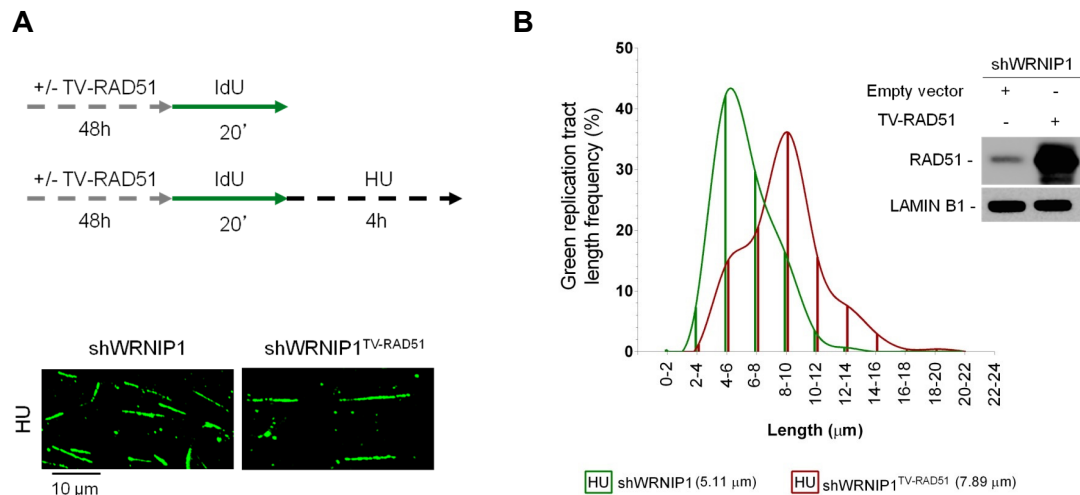 A
+/- TV-RAD51 IdU
48h 20'
+/- TV-RAD51 IdU HU
48h 20' 4h
shWRNIP1 shWRNIP1TV-RAD51
HU
10 µm
B
Green replication tract
length frequency (%)
50
40
30
20
10
0
0-2 2-4 4-6 6-8 8-10 10-12 12-14 14-16 16-18 18-20 20-22 22-24
Length (µm)
shWRNIP1
Empty vector + -
TV-RAD51 - +
RAD51 -
LAMIN B1 -
HU shWRNIP1 (5.11 µm) HU shWRNIP1TV-RAD51 (7.89 µm)